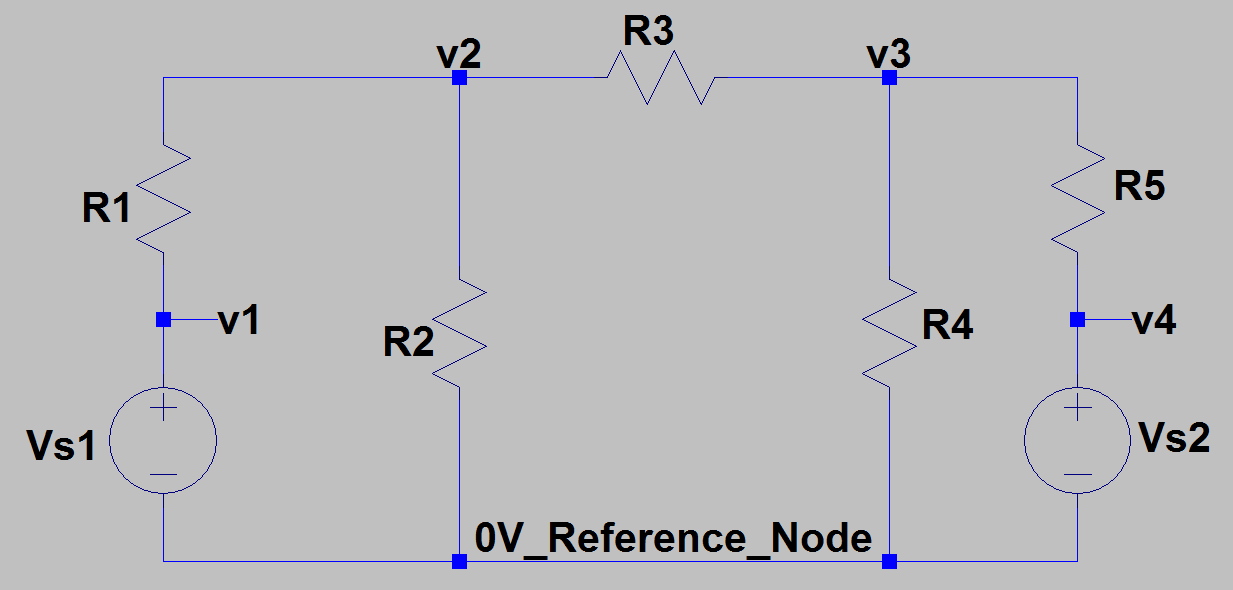 R3
v2
v3
R1
R5
v1
R2
R4
v4
Vs1
Vs2
0V_Reference_Node